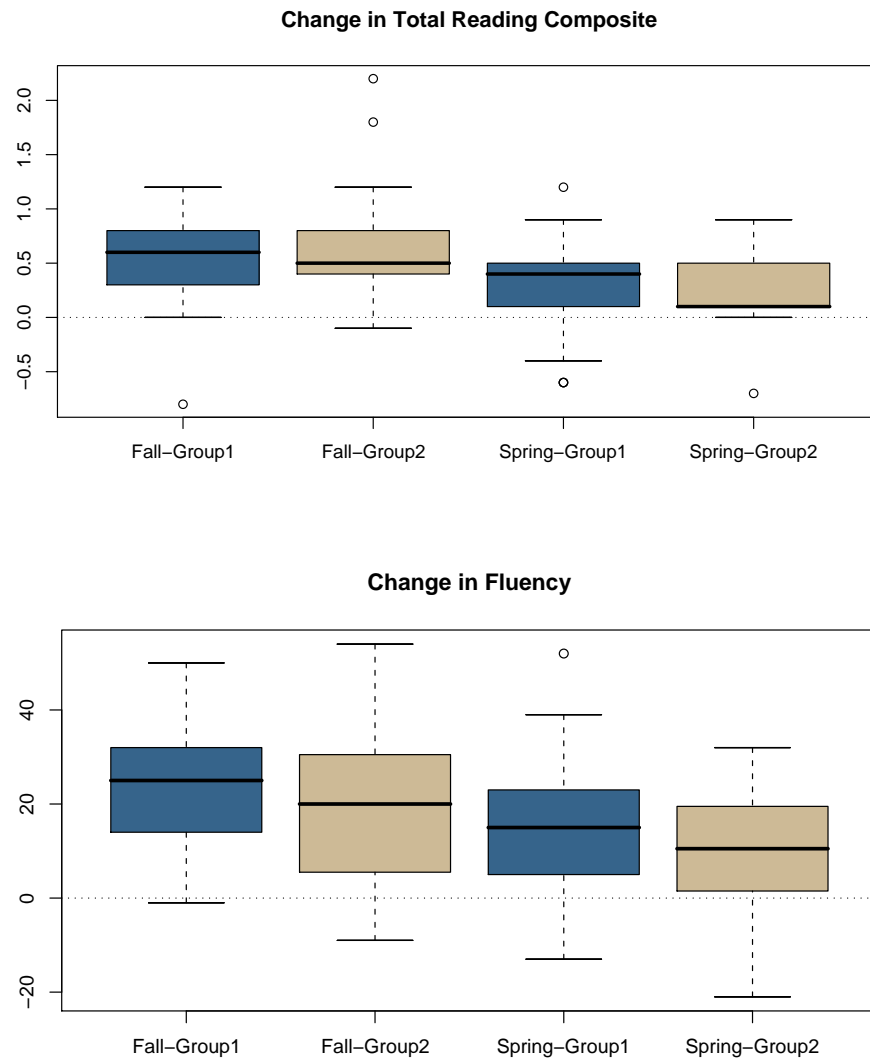 Change in Total Reading Composite
2.0
1.5
1.0
0.5
0.0
−0.5
Fall−Group1 Fall−Group2 Spring−Group1 Spring−Group2
Change in Fluency
40
20
0
−20
Fall−Group1 Fall−Group2 Spring−Group1 Spring−Group2